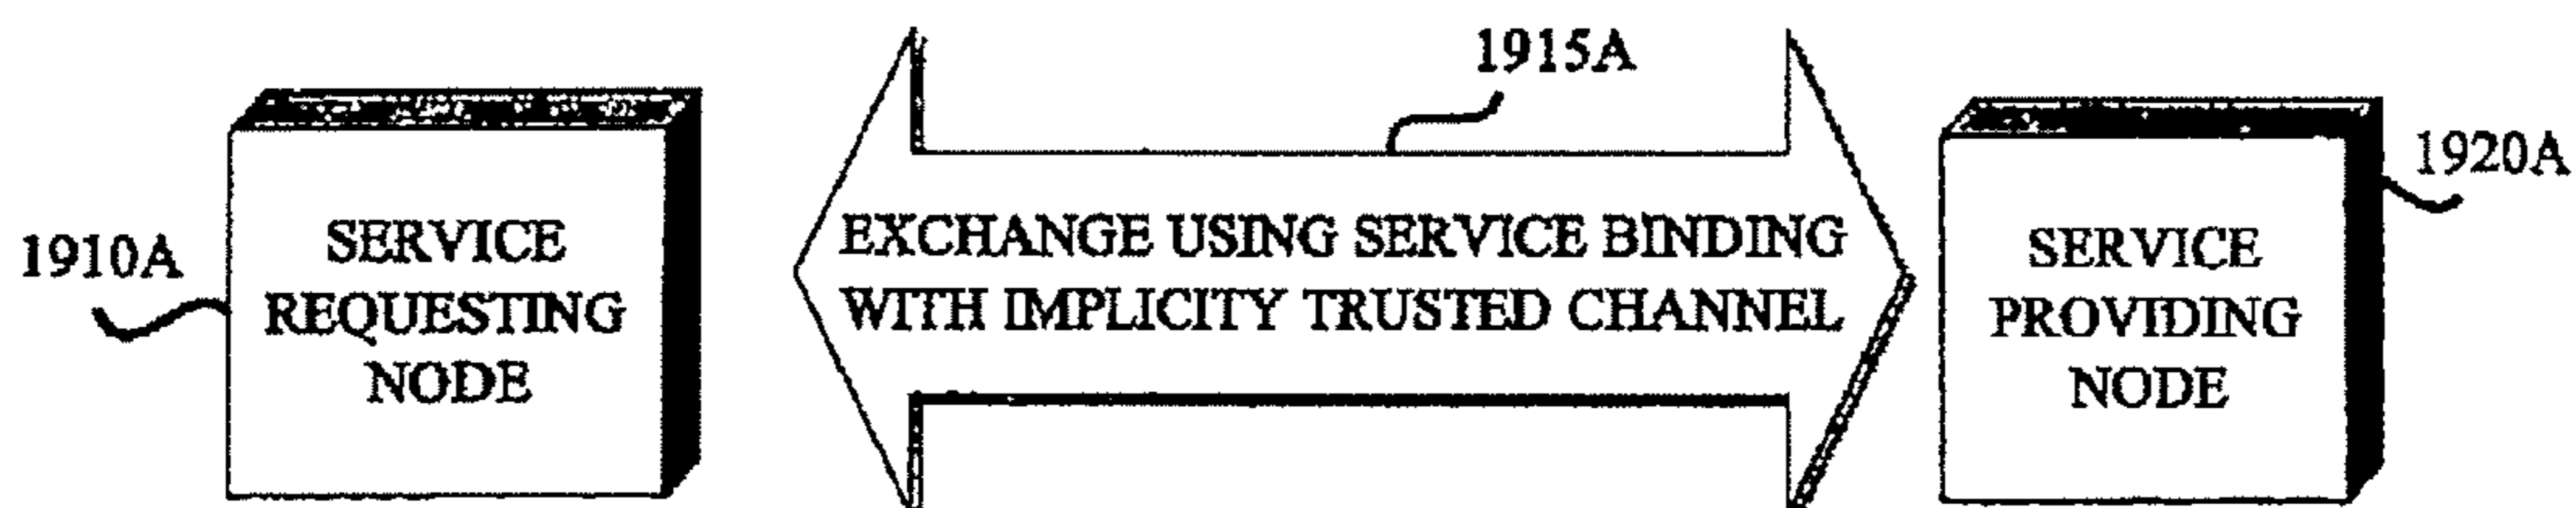 1915A
1920A
1910A
SERVICE
REQUESTING
NODE
EXCHANGE USING SERVICE BINDING
WITH IMPLICITY TRUSTED CHANNEL
SERVICE
PROVIDING
NODE